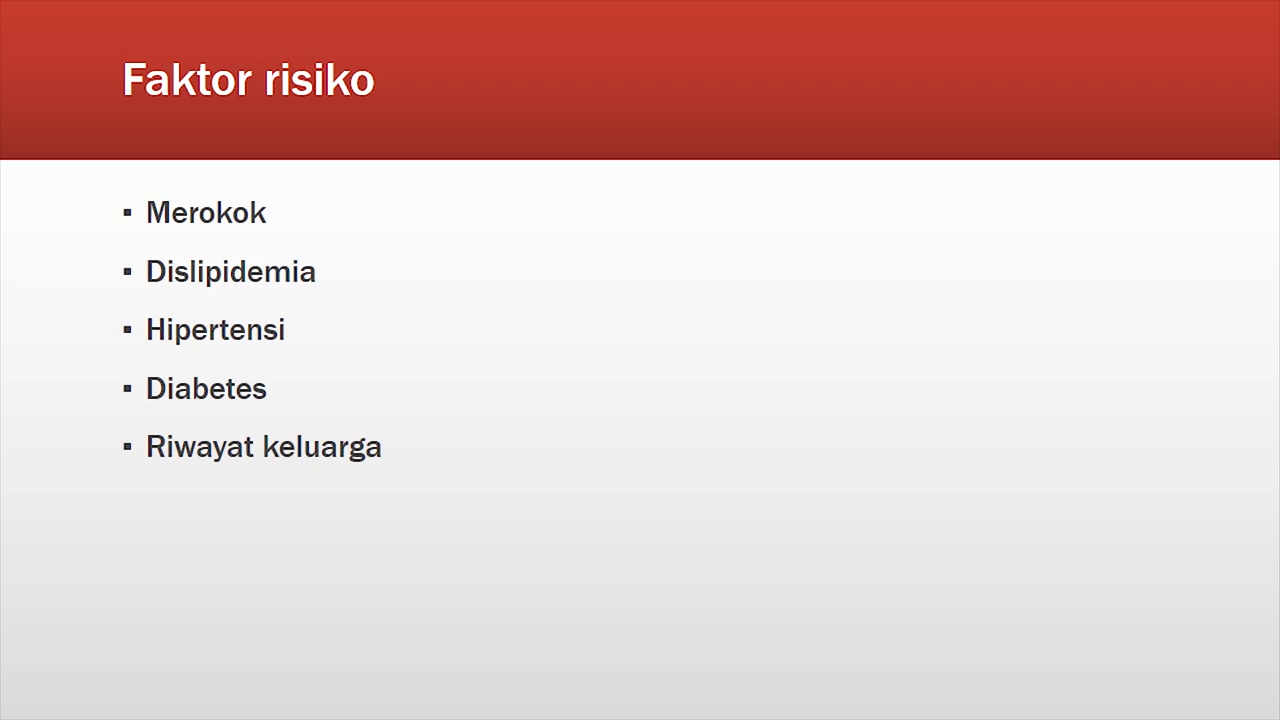 Faktor risiko
▪ Merokok
▪ Dislipidemia
▪ Hipertensi
▪ Diabetes
▪ Riwayat keluarga